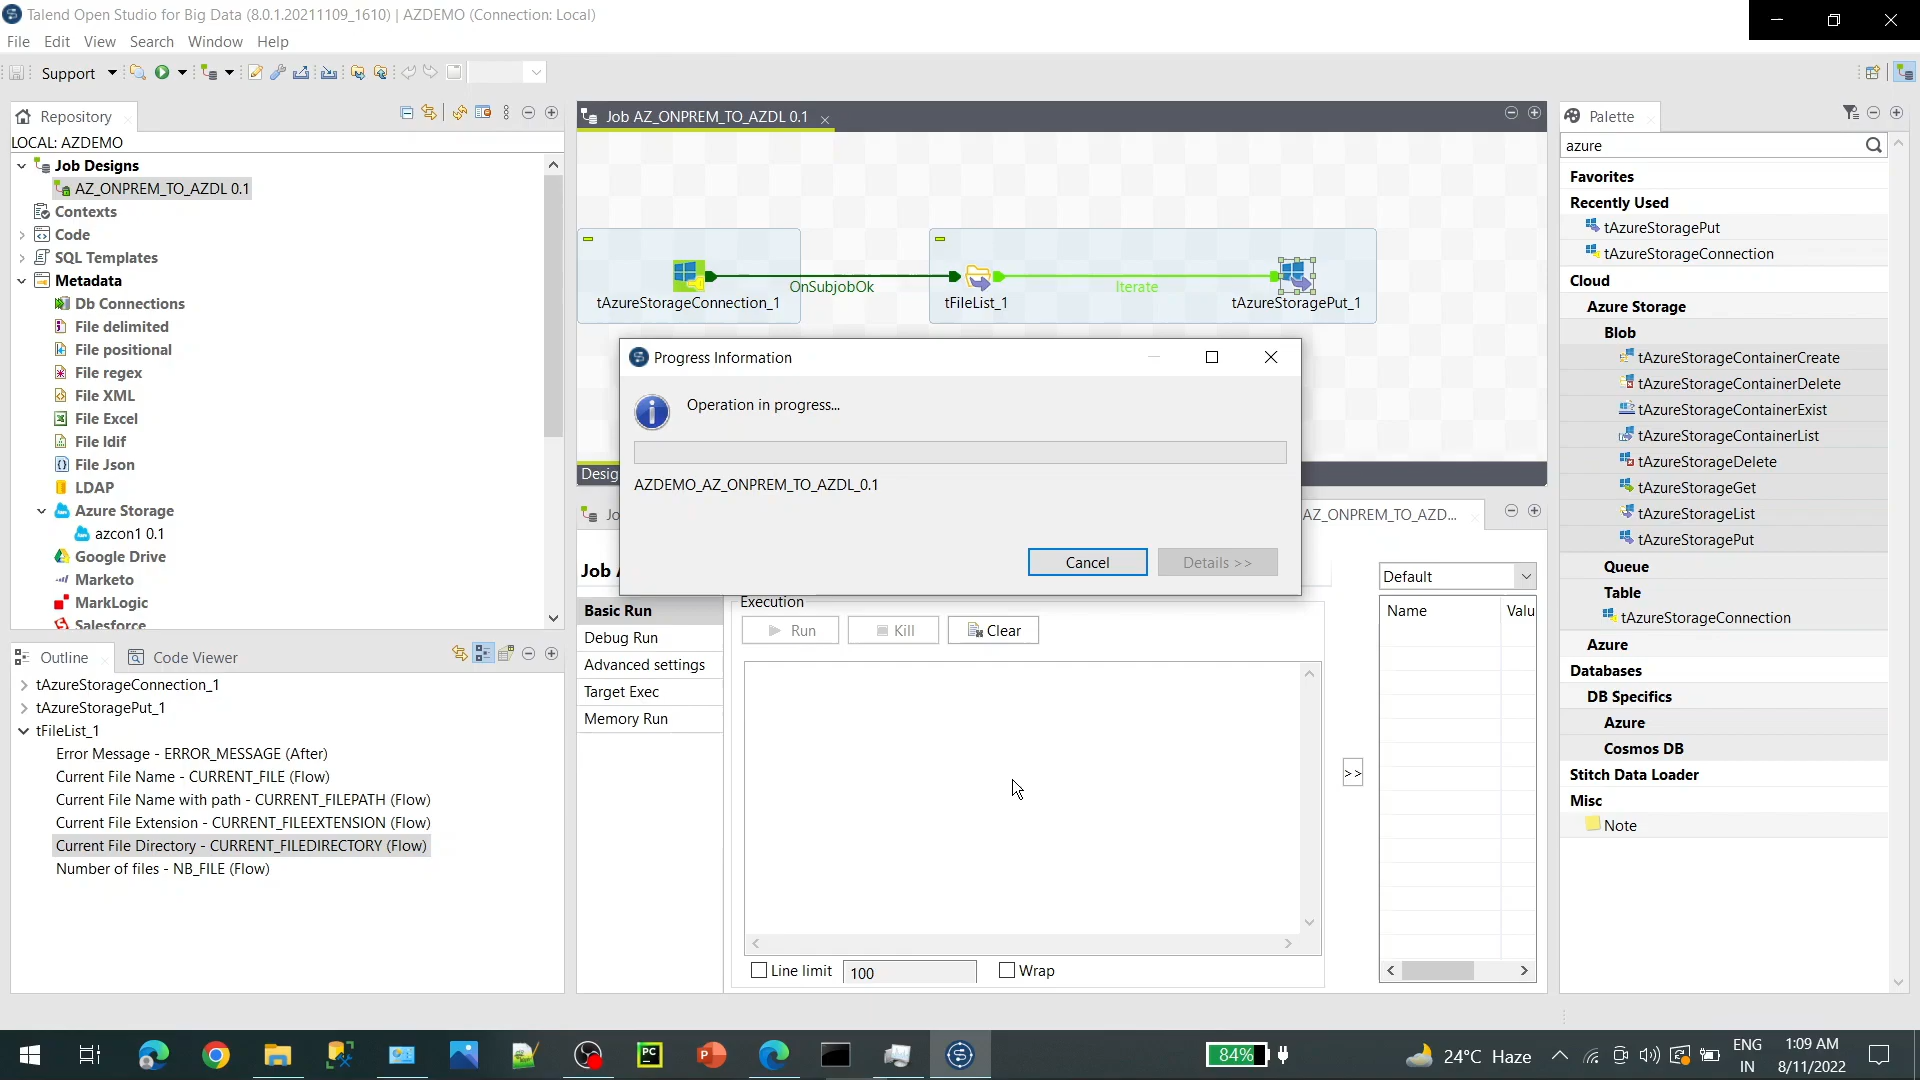 Talend Open Studio for Big Data (8.0.1.20211109_1610) | AZDEMO (Connection: Local)
File Edit View Search Window Help
Support
Repository
LOCAL: AZDEMO
Job Designs
AZ_ONPREM_TO_AZDL 0.1
Contexts
Code
SQL Templates
Metadata
Db Connections
File delimited
File positional
File regex
File XML
File Excel
File ldif
File Json
LDAP
Azure Storage
azcon1 0.1
Google Drive
Marketo
MarkLogic
Salesforce
Outline
Code Viewer
tAzureStorageConnection_1
tAzureStoragePut_1
tFileList_1
Error Message - ERROR_MESSAGE (After)
Current File Name - CURRENT_FILE (Flow)
Current File Name with path - CURRENT_FILEPATH (Flow)
Current File Extension - CURRENT_FILEEXTENSION (Flow)
Current File Directory - CURRENT_FILEDIRECTORY (Flow)
Number of files - NB_FILE (Flow)
Job AZ_ONPREM_TO_AZDL 0.1
OnSubjobOk
Iterate
tAzureStorageConnection_1
tFileList_1
tAzureStoragePut_1
Progress Information
Operation in progress...
AZDEMO_AZ_ONPREM_TO_AZDL_0.1
Cancel
Details >>
Desig
Jo
AZ_ONPREM_TO_AZD...
Job A
Basic Run
Debug Run
Advanced settings
Target Exec
Memory Run
Execution
Run
Kill
Clear
Line limit
100
Wrap
>>
Default
Name
Valu
Palette
azure
Favorites
Recently Used
tAzureStoragePut
tAzureStorageConnection
Cloud
Azure Storage
Blob
tAzureStorageContainerCreate
tAzureStorageContainerDelete
tAzureStorageContainerExist
tAzureStorageContainerList
tAzureStorageDelete
tAzureStorageGet
tAzureStorageList
tAzureStoragePut
Queue
Table
tAzureStorageConnection
Azure
Databases
DB Specifics
Azure
Cosmos DB
Stitch Data Loader
Misc
Note
84%
24°C Haze
ENG
IN
1:09 AM
8/11/2022